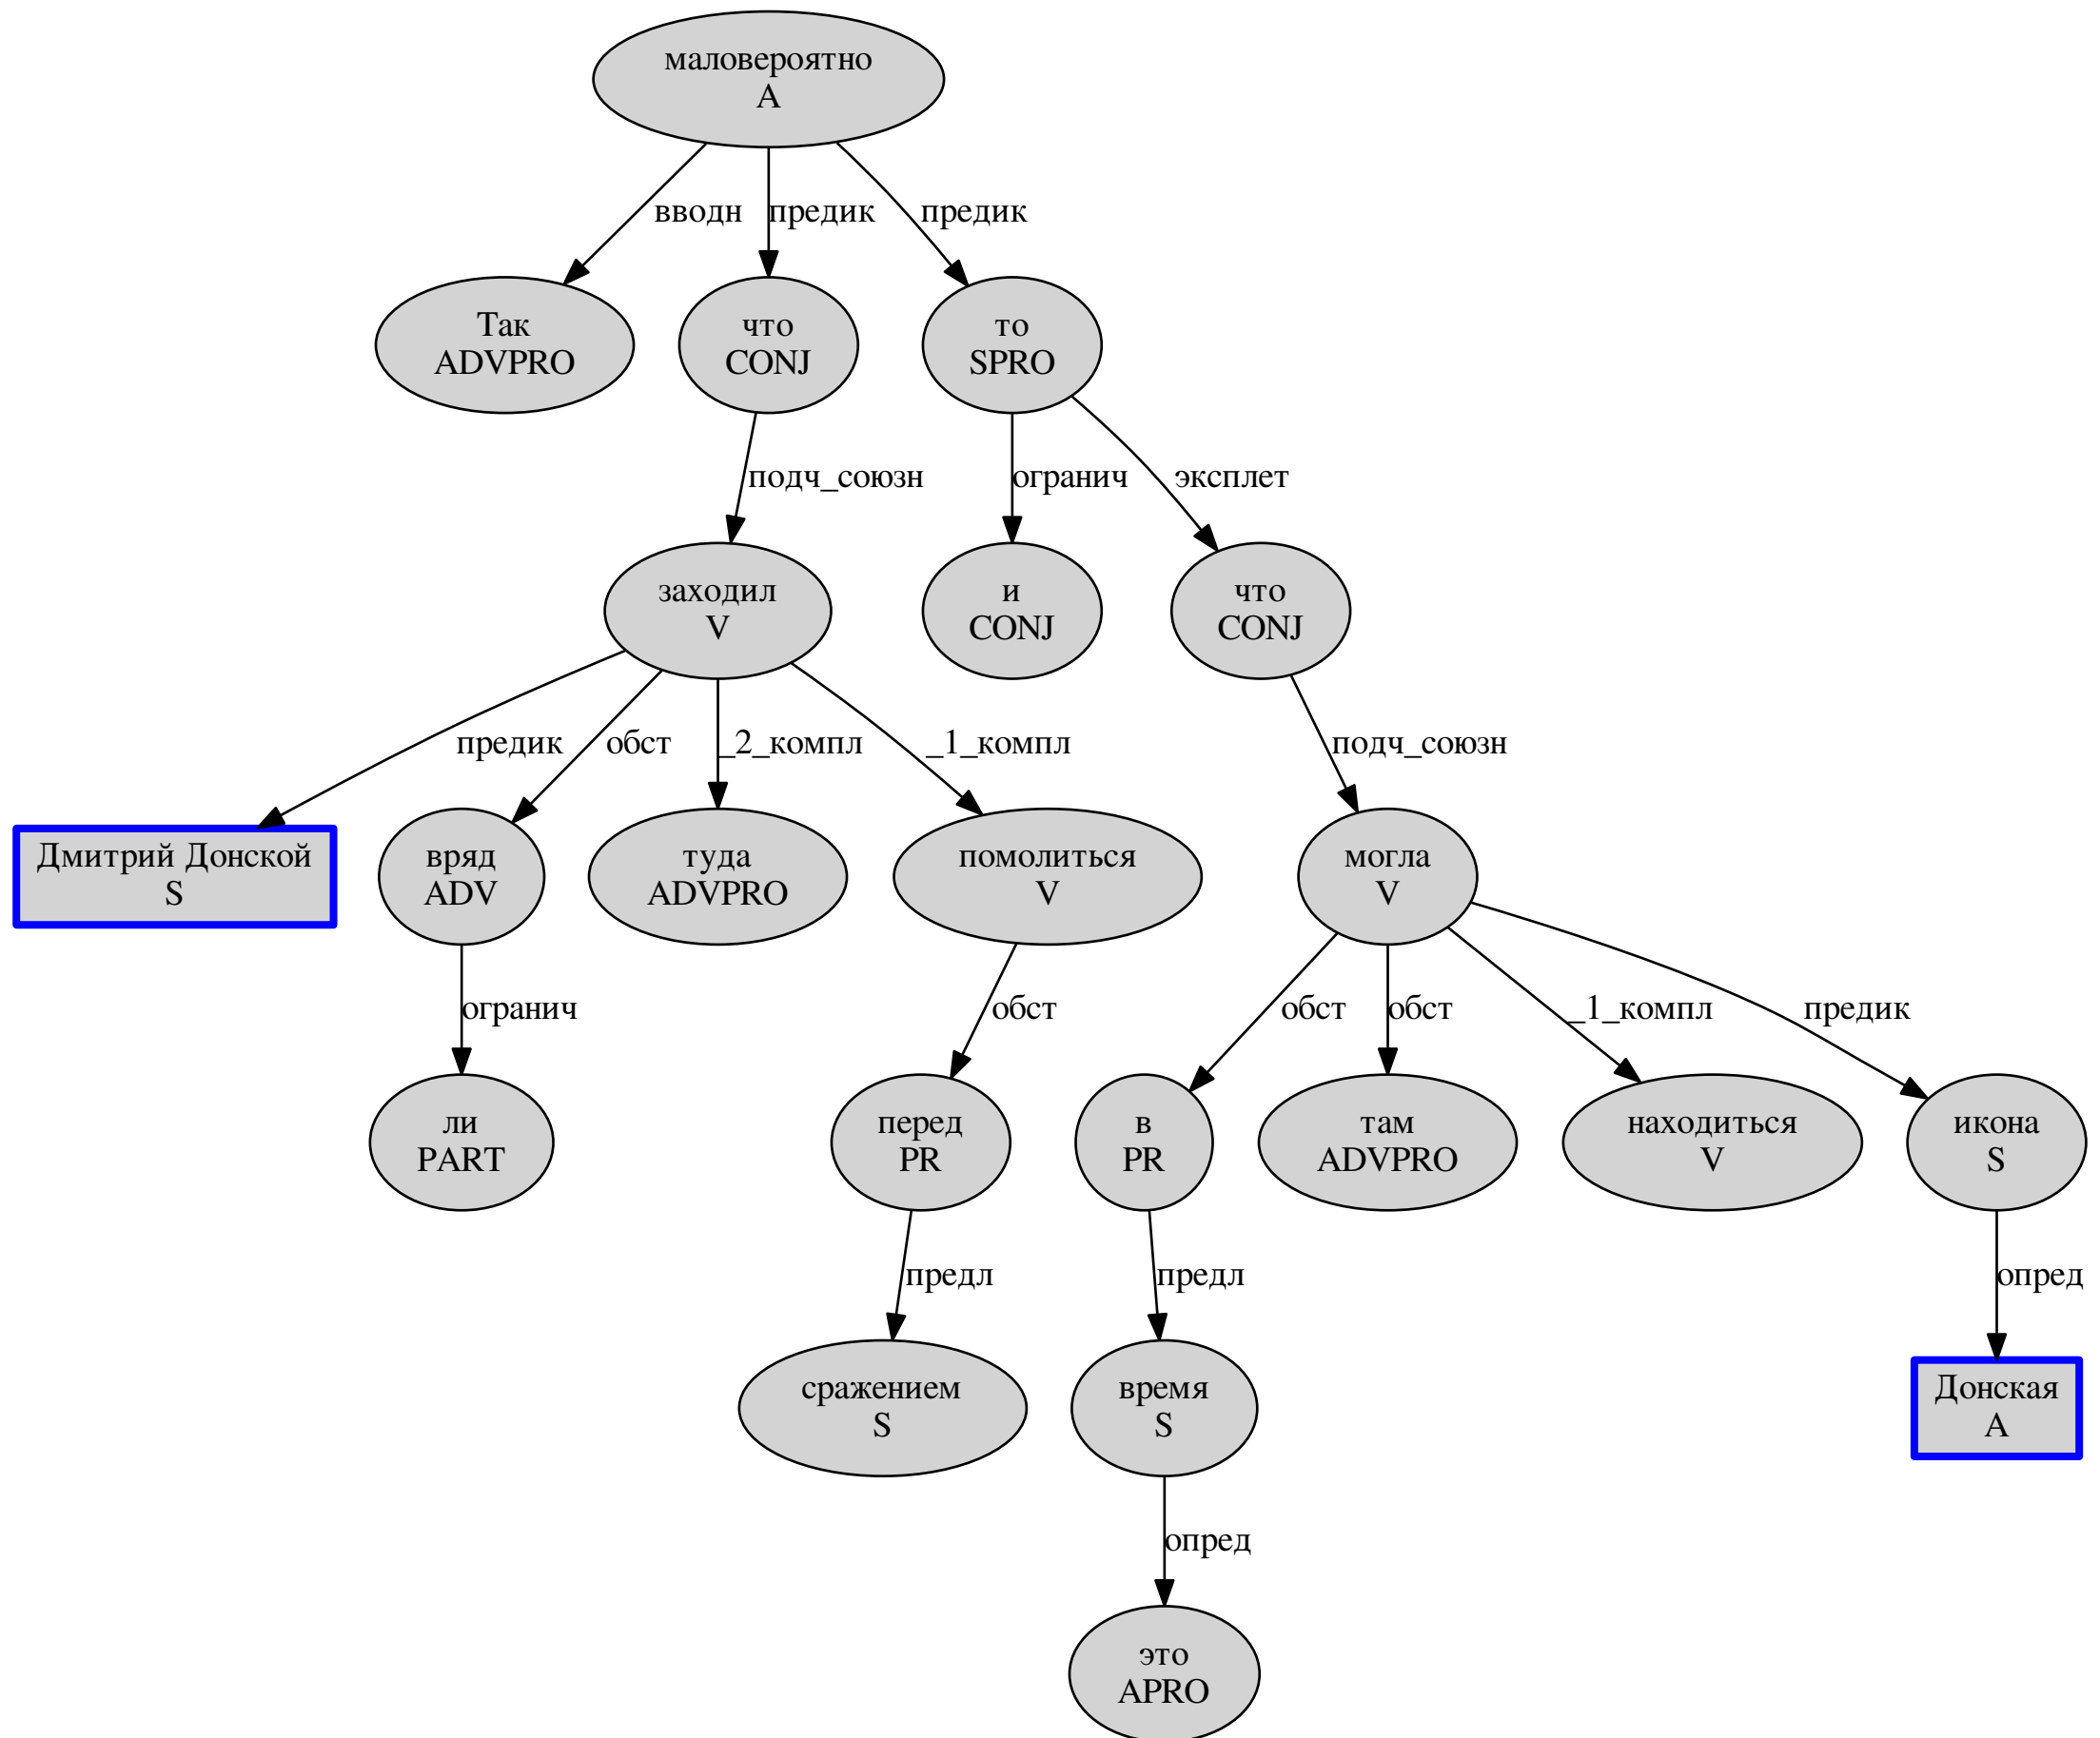 маловероятно
A
вводн
предик
предик
Так
ADVPRO
что
CONJ
то
SPRO
подч_союзн
огранич
эксплет
заходил
V
и
CONJ
что
CONJ
предик
обст
_2_компл
_1_компл
подч_союзн
Дмитрий Донской
S
вряд
ADV
туда
ADVPRO
помолиться
V
могла
V
огранич
обст
обст
обст
_1_компл
предик
ли
PART
перед
PR
в
PR
там
ADVPRO
находиться
V
икона
S
предл
предл
опред
сражением
S
время
S
Донская
A
опред
это
APRO